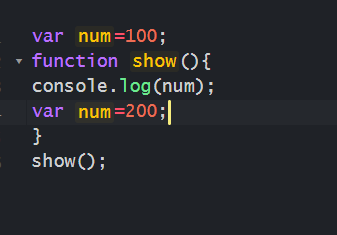 var num=100;
function show(){
console.log(num);
var num=200;
}
show();